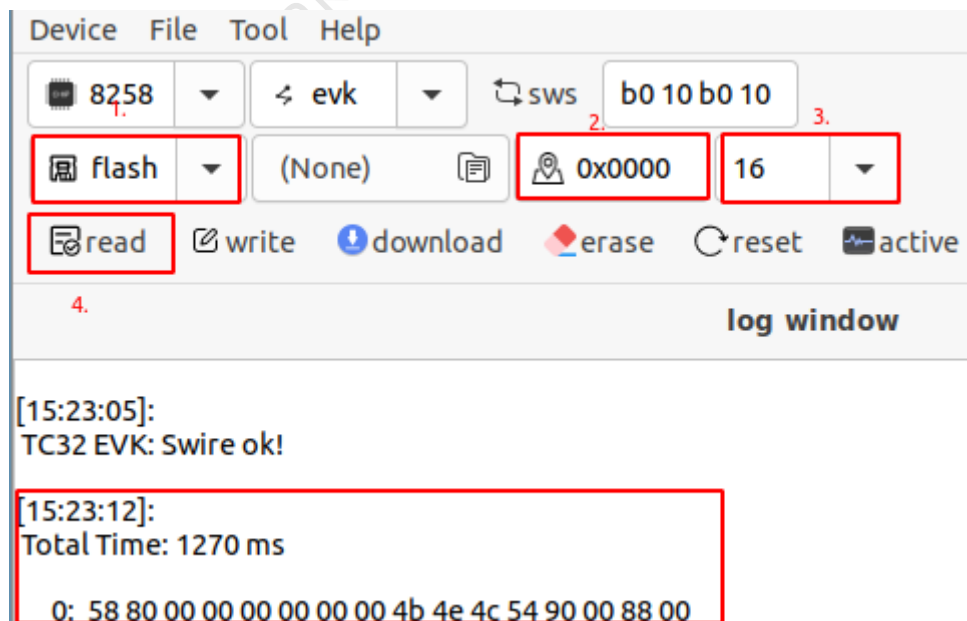 Device File Tool Help
8258 evk sws b0 10 b0 10
1. 2. 3.
flash (None) 0x0000 16
read write download erase reset active
4.
log window
[15:23:05]:
TC32 EVK: Swire ok!
[15:23:12]:
Total Time: 1270 ms
0: 58 80 00 00 00 00 00 00 4b 4e 4c 54 90 00 88 00